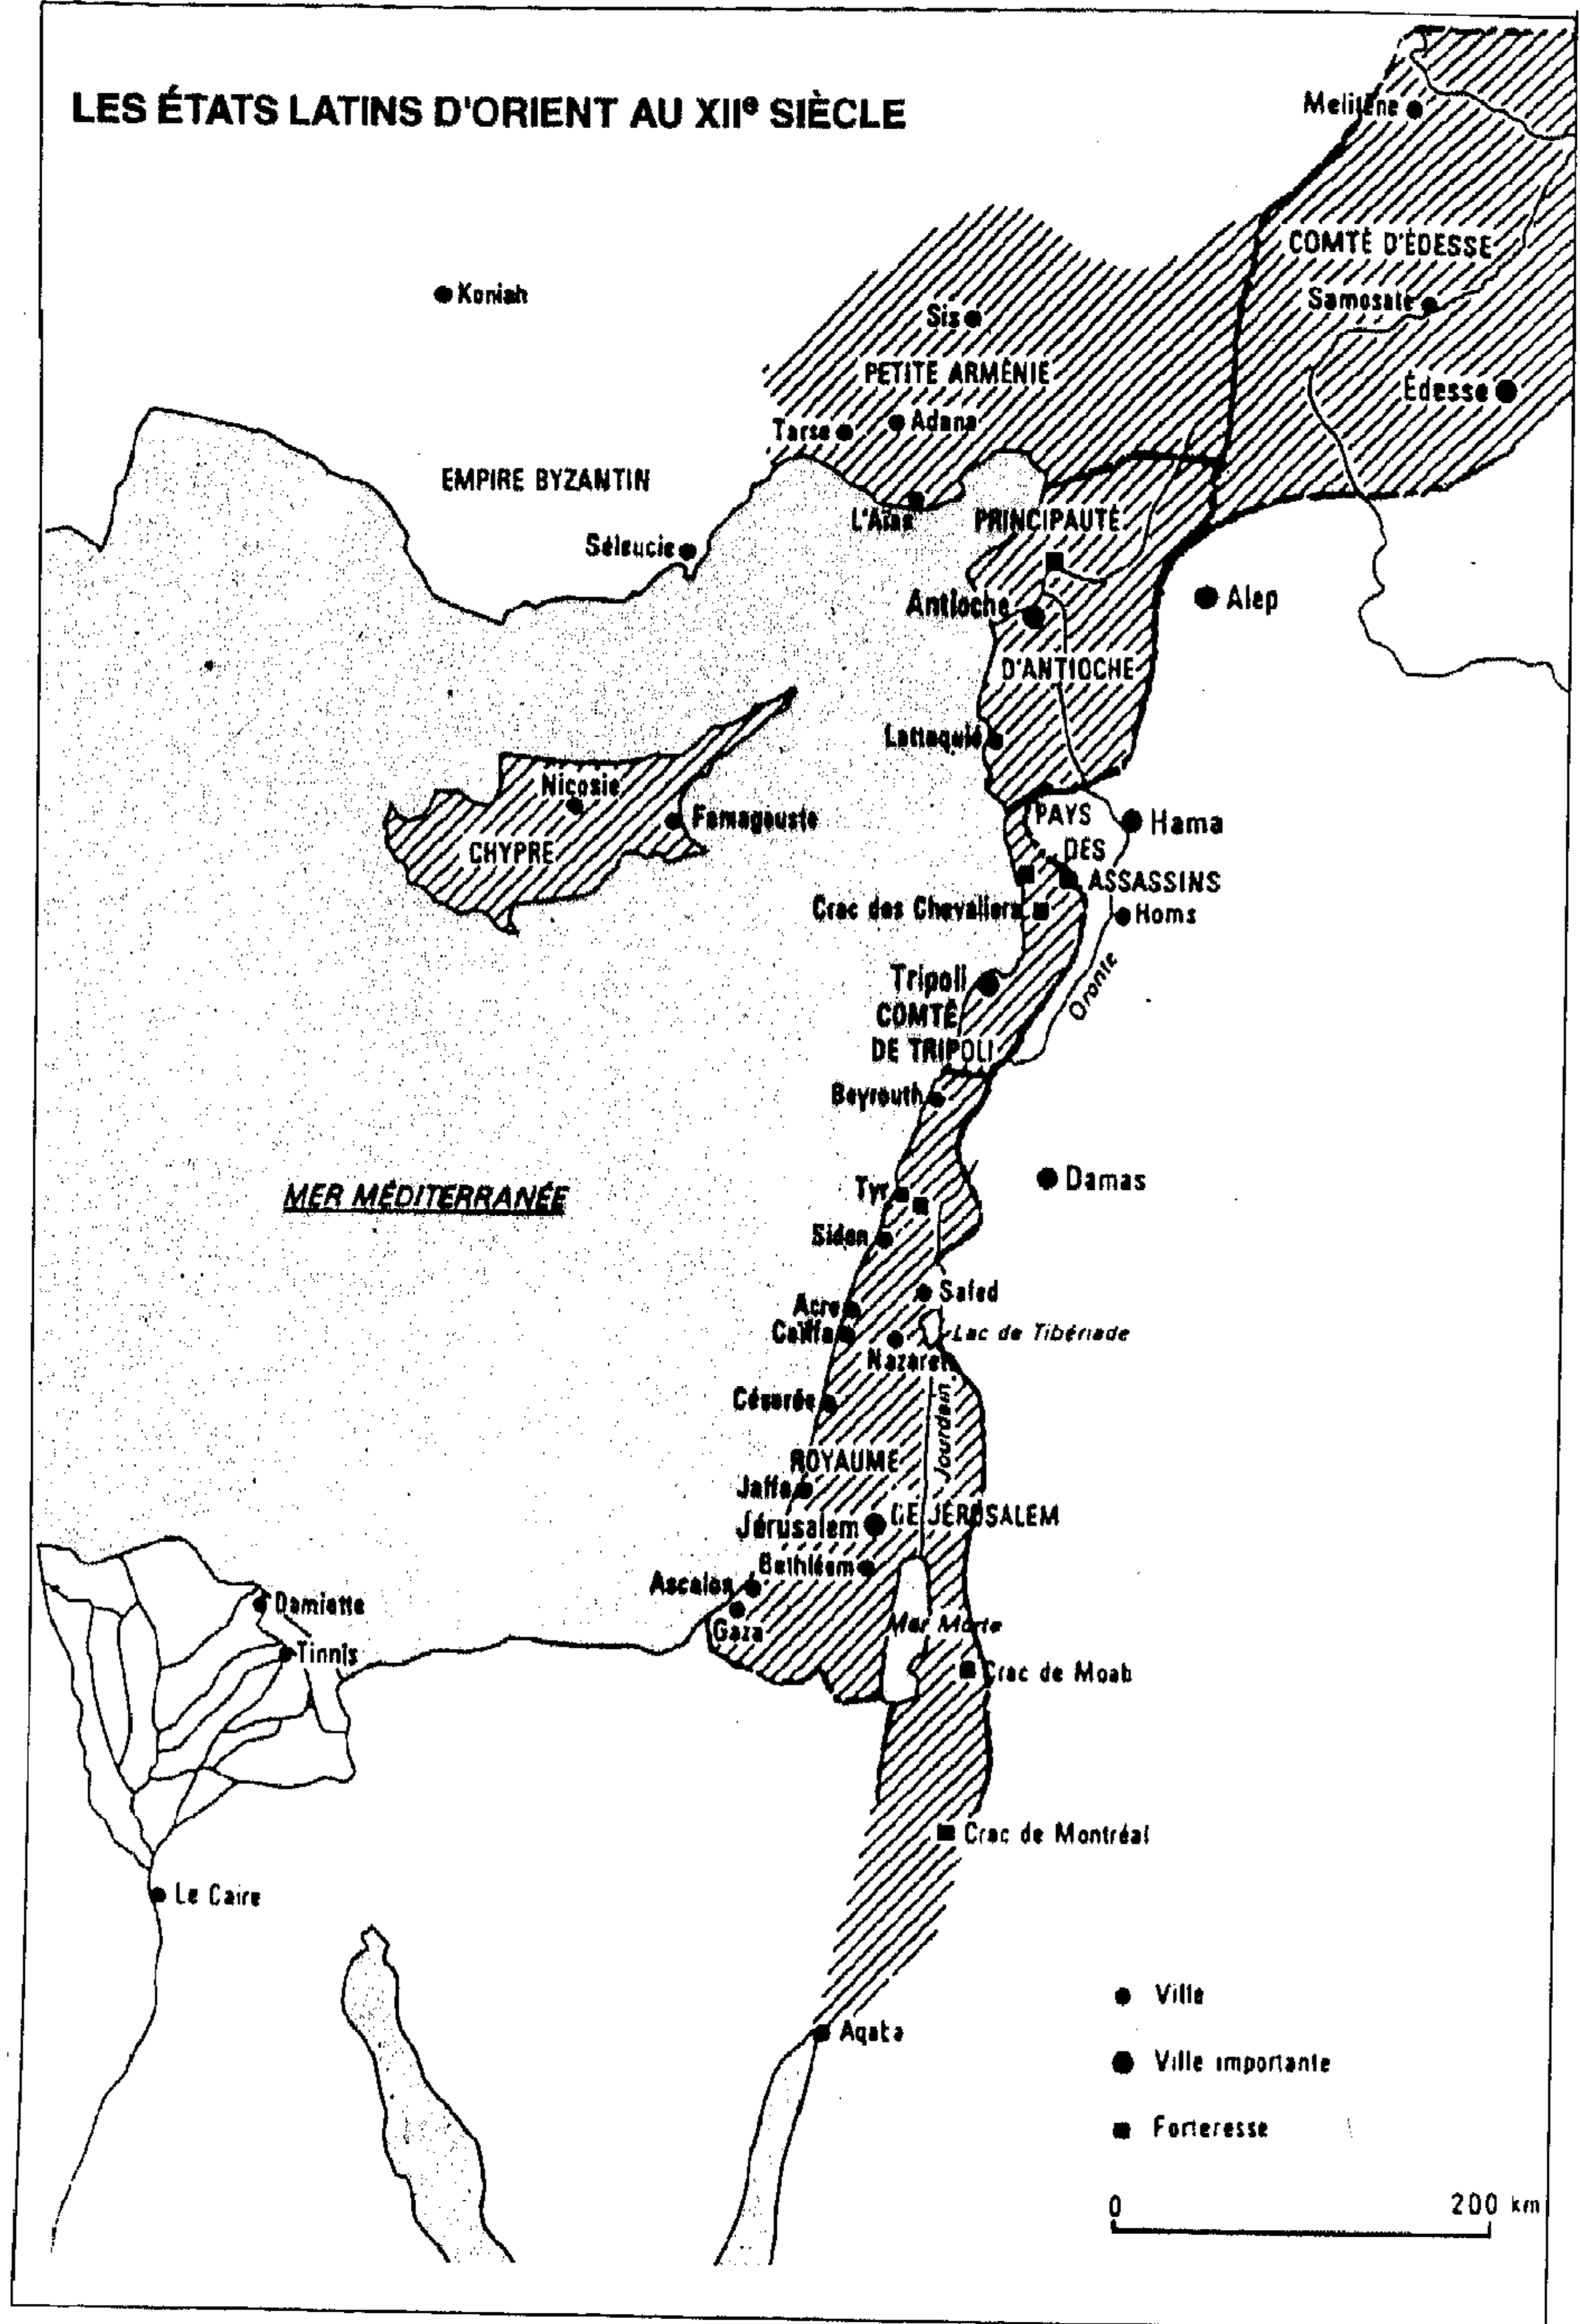 LES ÉTATS LATINS D'ORIENT AU XIIe SIÈCLE
Melitène
COMTÉ D'ÉDESSE
Samosate
Édesse
Koniah
Sis
PETITE ARMÉNIE
Tarse
Adana
EMPIRE BYZANTIN
L'Aïas
PRINCIPAUTÉ
Séleucie
Antioche
Alep
D'ANTIOCHE
Lattaquié
Nicosie
Famagouste
CHYPRE
PAYS
DES
ASSASSINS
Hama
Crac des Chevaliers
Homs
Tripoli
COMTÉ
DE TRIPOLI
Oronte
Beyrouth
MER MÉDITERRANÉE
Tyr
Damas
Sidon
Safed
Acre
Caïffa
Lac de Tibériade
Nazareth
Césarée
Jourdain
ROYAUME
Jaffa
DE JÉRUSALEM
Jérusalem
Bethléem
Ascalon
Gaza
Mer Morte
Damiette
Tinnis
Crac de Moab
Crac de Montréal
Le Caire
Aqaba
Ville
Ville importante
Forteresse
0 200 km